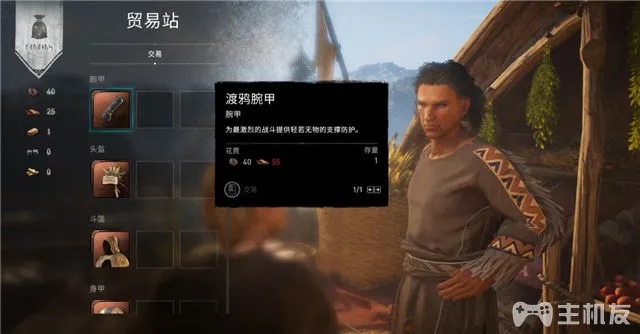 贸易站
交易
40
25
1
0
0
腕甲
头盔
斗篷
身甲
渡鸦腕甲
腕甲
为最激烈的战斗提供轻若无物的支撑防护。
花费 存量
40 55 1
交易 1/1
主机友